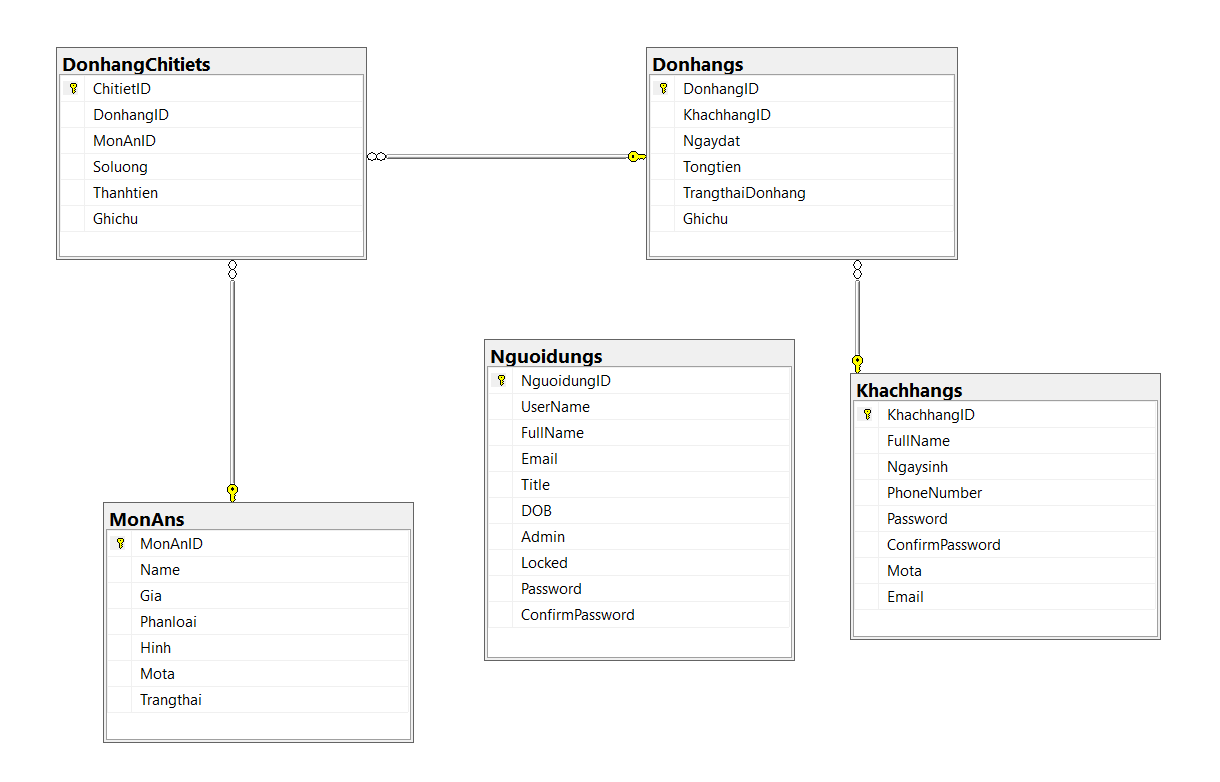 DonhangChitiets
ChitietID
DonhangID
MonAnID
Soluong
Thanhtien
Ghichu
Donhangs
DonhangID
KhachhangID
Ngaydat
Tongtien
TrangthaiDonhang
Ghichu
Nguoidungs
NguoidungID
UserName
FullName
Email
Title
DOB
Admin
Locked
Password
ConfirmPassword
Khachhangs
KhachhangID
FullName
Ngaysinh
PhoneNumber
Password
ConfirmPassword
Mota
Email
MonAns
MonAnID
Name
Gia
Phanloai
Hinh
Mota
Trangthai